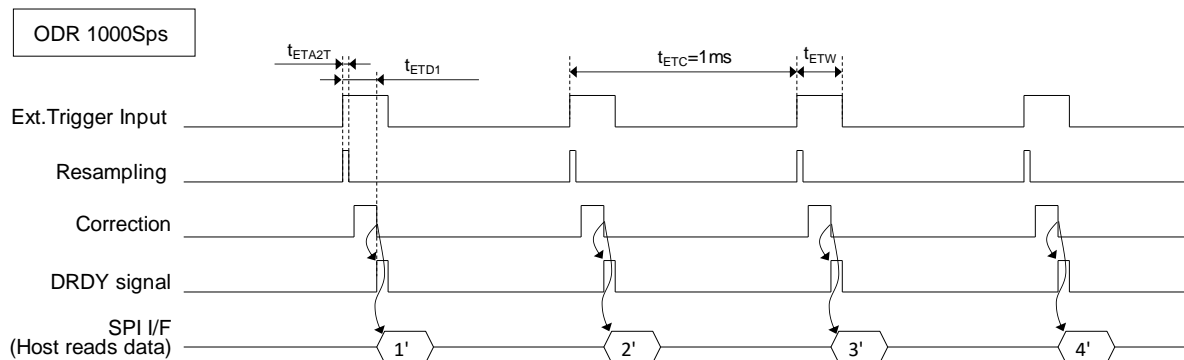 ODR 1000Sps
tETA2T
tETD1
tETC=1ms
tETW
Ext.Trigger Input
Resampling
Correction
DRDY signal
SPI I/F
(Host reads data)
1' 2' 3' 4'